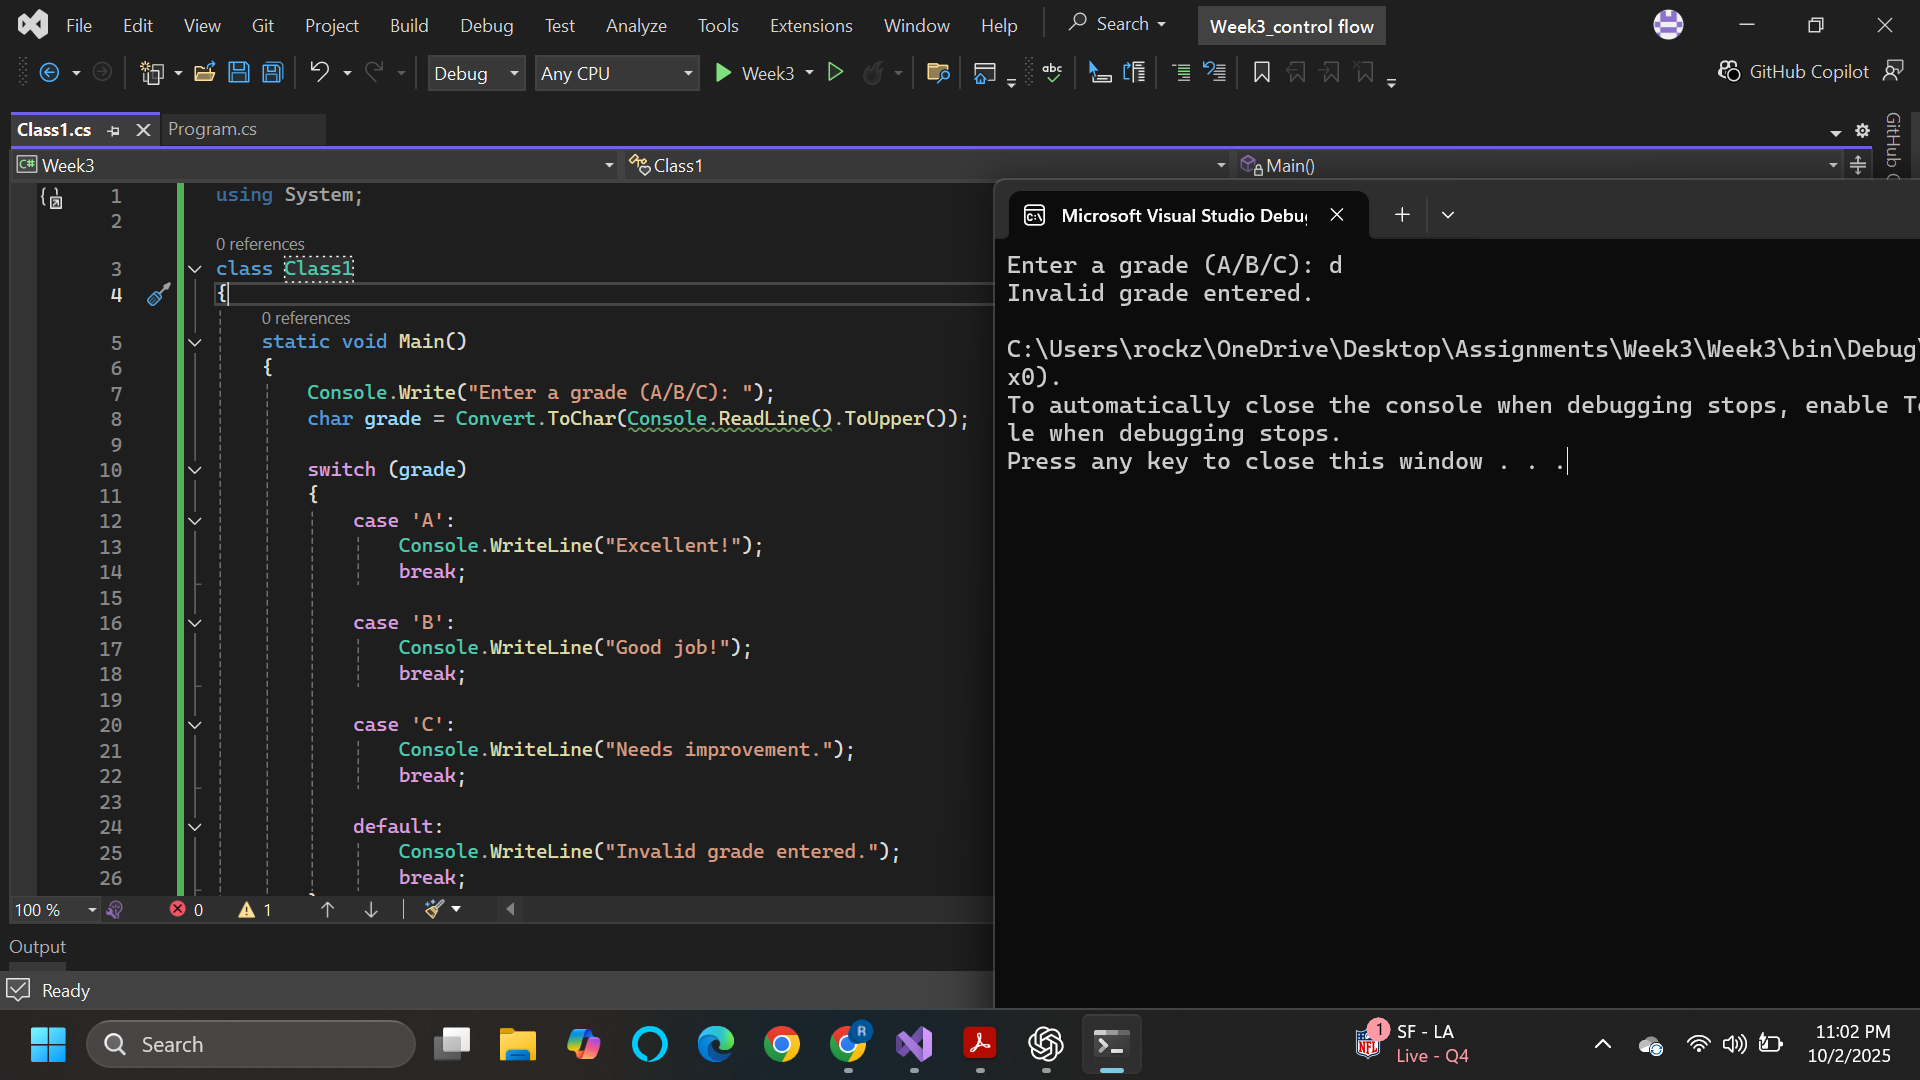 File Edit View Git Project Build Debug Test Analyze Tools Extensions Window Help Search Week3_control flow
Debug Any CPU Week3 abc GitHub Copilot
Class1.cs Program.cs
C# Week3 Class1 Main()
GitHub
1 using System;
2
0 references
3 class Class1
4 {
0 references
5 static void Main()
6 {
7 Console.Write("Enter a grade (A/B/C): ");
8 char grade = Convert.ToChar(Console.ReadLine().ToUpper());
9
10 switch (grade)
11 {
12 case 'A':
13 Console.WriteLine("Excellent!");
14 break;
15
16 case 'B':
17 Console.WriteLine("Good job!");
18 break;
19
20 case 'C':
21 Console.WriteLine("Needs improvement.");
22 break;
23
24 default:
25 Console.WriteLine("Invalid grade entered.");
26 break;
100 % 0 1
Output
Ready
C:\ Microsoft Visual Studio Debu
Enter a grade (A/B/C): d
Invalid grade entered.
C:\Users\rockz\OneDrive\Desktop\Assignments\Week3\Week3\bin\Debug\
x0).
To automatically close the console when debugging stops, enable To
le when debugging stops.
Press any key to close this window . . .
Search
R
NFL 1 SF - LA
Live - Q4
11:02 PM
10/2/2025